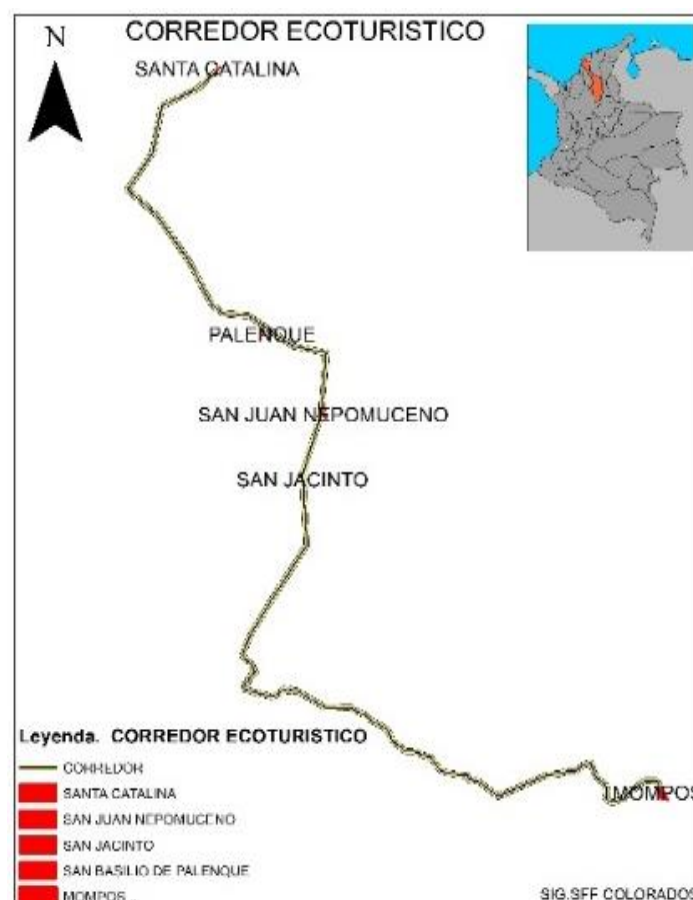 N
CORREDOR ECOTURISTICO
SANTA CATALINA
PALENQUE
SAN JUAN NEPOMUCENO
SAN JACINTO
Leyenda. CORREDOR ECOTURISTICO
CORREDOR
SANTA CATALINA
SAN JUAN NEPOMUCENO
SAN JACINTO
SAN BASILIO DE PALENQUE
MOMPOS
MOMPOS
SIG.SFF COLORADOS